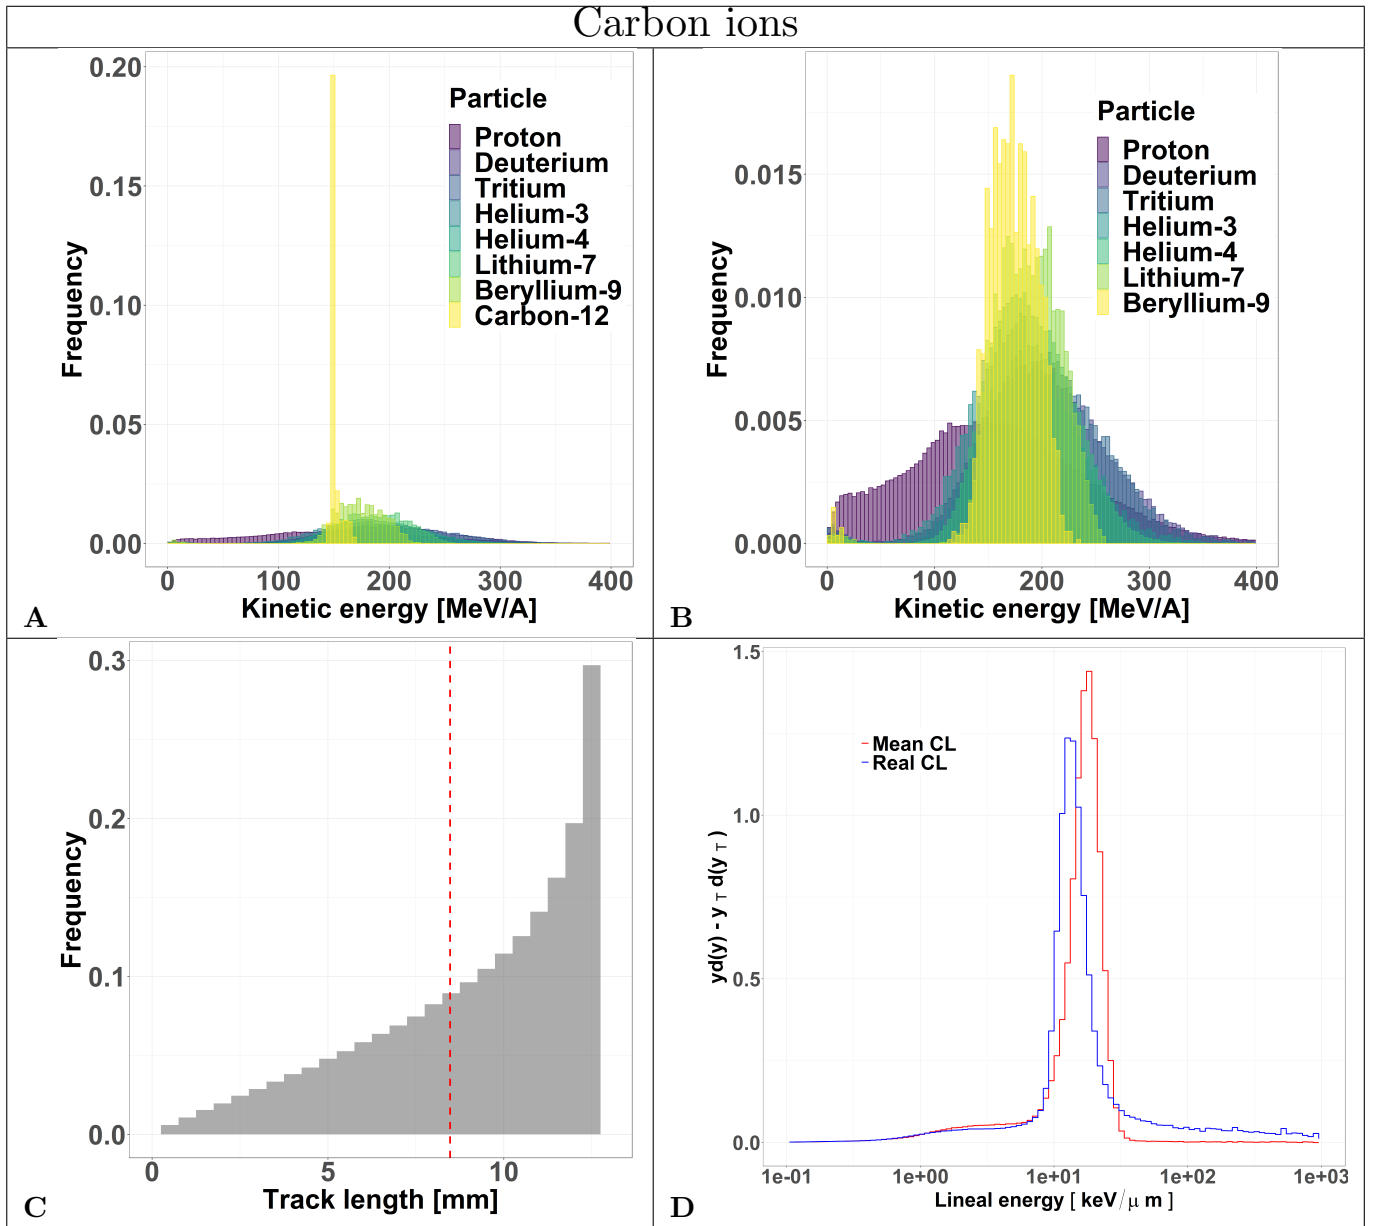 Carbon ions
0.20
0.15
0.10
0.05
0.00
Frequency
Particle
Proton
Deuterium
Tritium
Helium-3
Helium-4
Lithium-7
Beryllium-9
Carbon-12
0 100 200 300 400
Kinetic energy [MeV/A]
A
0.015
0.010
0.005
0.000
Frequency
Particle
Proton
Deuterium
Tritium
Helium-3
Helium-4
Lithium-7
Beryllium-9
0 100 200 300 400
Kinetic energy [MeV/A]
B
0.3
0.2
0.1
0.0
Frequency
0 5 10
Track length [mm]
C
1.5
1.0
0.5
0.0
yd(y) - y T d(y T )
Mean CL
Real CL
1e-01 1e+00 1e+01 1e+02 1e+03
Lineal energy [ keV/ μ m ]
D